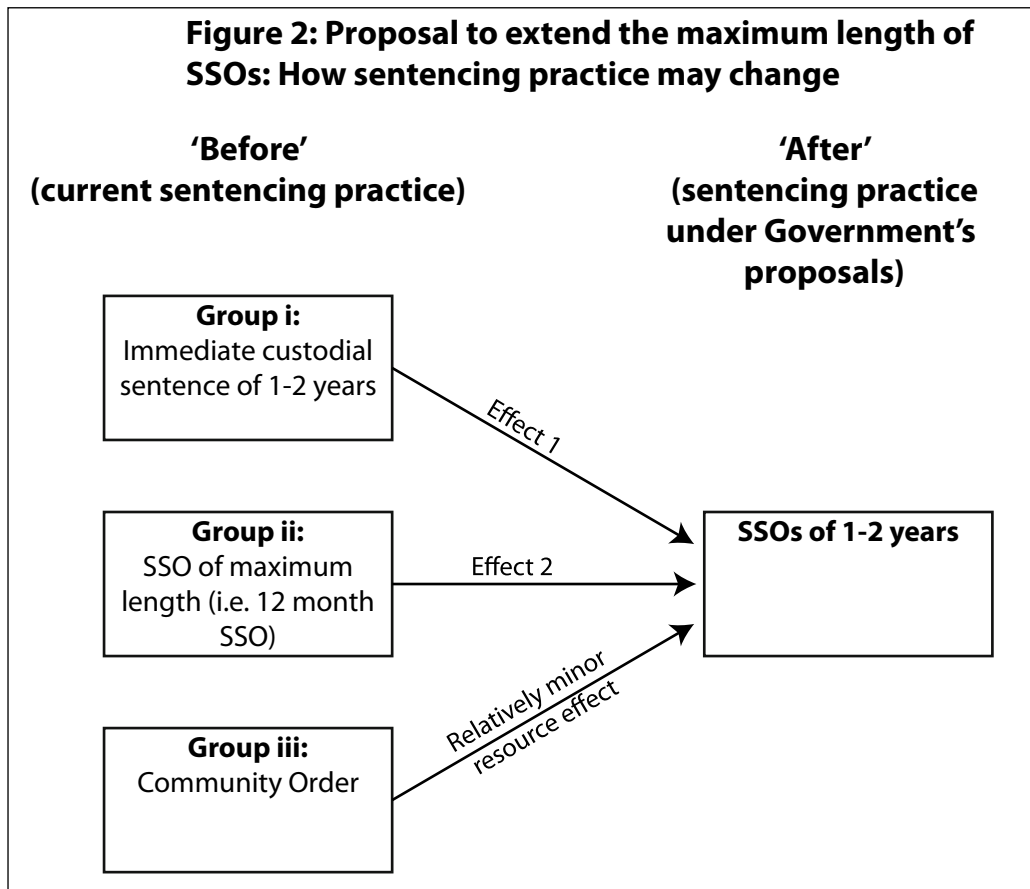 Figure 2: Proposal to extend the maximum length of
SSOs: How sentencing practice may change
‘Before’
(current sentencing practice)
‘After’
(sentencing practice
under Government’s
proposals)
Group i:
Immediate custodial
sentence of 1-2 years
Effect 1
Group ii:
SSO of maximum
length (i.e. 12 month
SSO)
Effect 2
SSOs of 1-2 years
Relatively minor
resource effect
Group iii:
Community Order